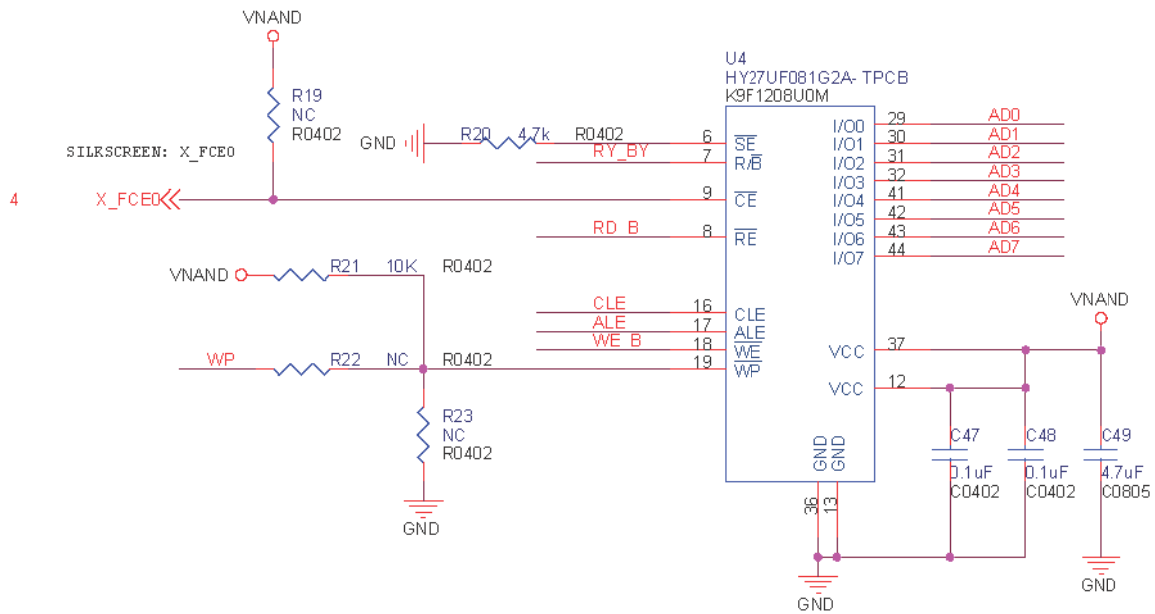 VNAND
R19
NC
R0402
SILKSCREEN: X_FCE0
4
X_FCE0
GND
R20 4.7k R0402
RY_BY
RD_B
VNAND
R21 10K R0402
CLE
ALE
WE_B
WP
R22 NC R0402
R23
NC
R0402
GND
U4
HY27UF081G2A- TPCB
K9F1208U0M
6 SE
7 R/B
9 CE
8 RE
16 CLE
17 ALE
18 WE
19 WP
I/O0 29 AD0
I/O1 30 AD1
I/O2 31 AD2
I/O3 32 AD3
I/O4 41 AD4
I/O5 42 AD5
I/O6 43 AD6
I/O7 44 AD7
VCC 37
VCC 12
GND
GND
36
13
GND
VNAND
C47
0.1uF
C0402
C48
0.1uF
C0402
C49
4.7uF
C0805
GND